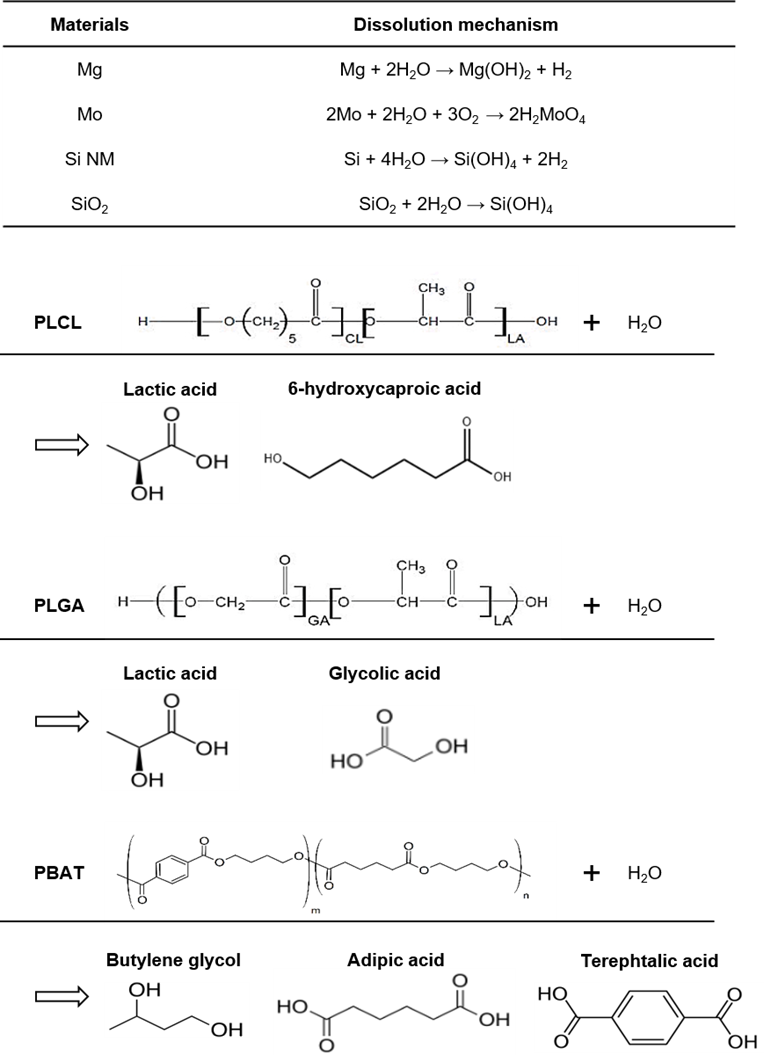 Materials Dissolution mechanism
Mg Mg + 2H₂O → Mg(OH)₂ + H₂
Mo 2Mo + 2H₂O + 3O₂ → 2H₂MoO₄
Si NM Si + 4H₂O → Si(OH)₄ + 2H₂
SiO₂ SiO₂ + 2H₂O → Si(OH)₄
O CH₃ O
PLCL H [ O (CH₂)₅ C ]CL [ O CH C ]LA OH + H₂O
Lactic acid 6-hydroxycaproic acid
O O
OH HO OH
OH
O CH₃ O
PLGA H ( [ O CH₂ C ]GA [ O CH C ]LA ) OH + H₂O
Lactic acid Glycolic acid
O O
OH HO OH
OH
PBAT ( O O O O m ) ( O O O O n ) + H₂O
Butylene glycol Adipic acid Terephtalic acid
OH O HO O
OH HO O OH O OH